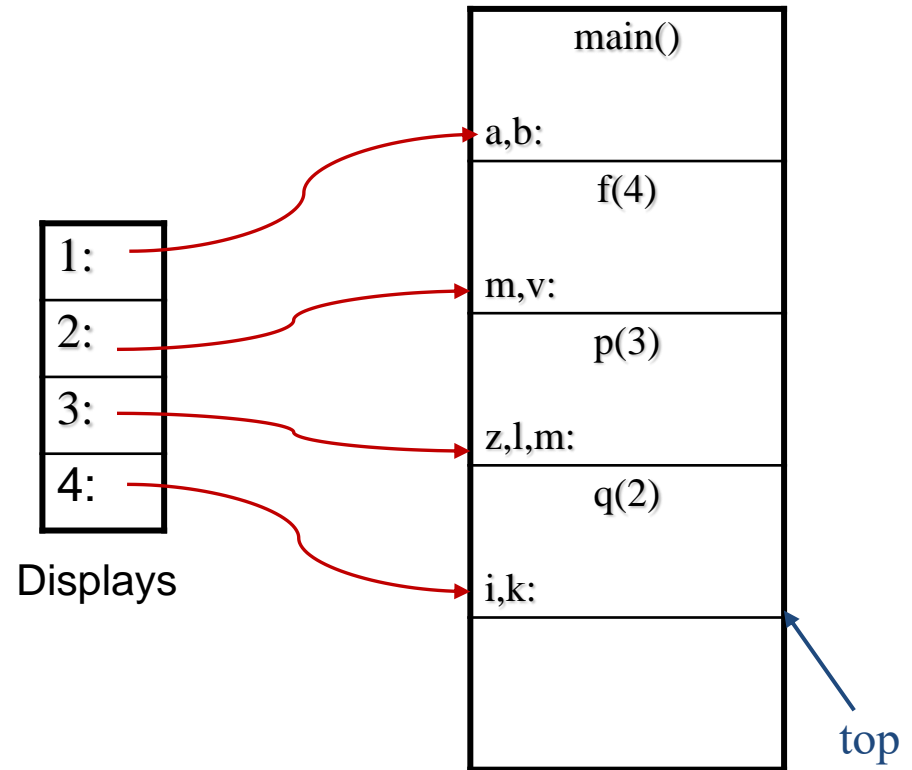 main()
a,b:
f(4)
m,v:
p(3)
z,l,m:
q(2)
i,k:
1:
2:
3:
4:
Displays
top